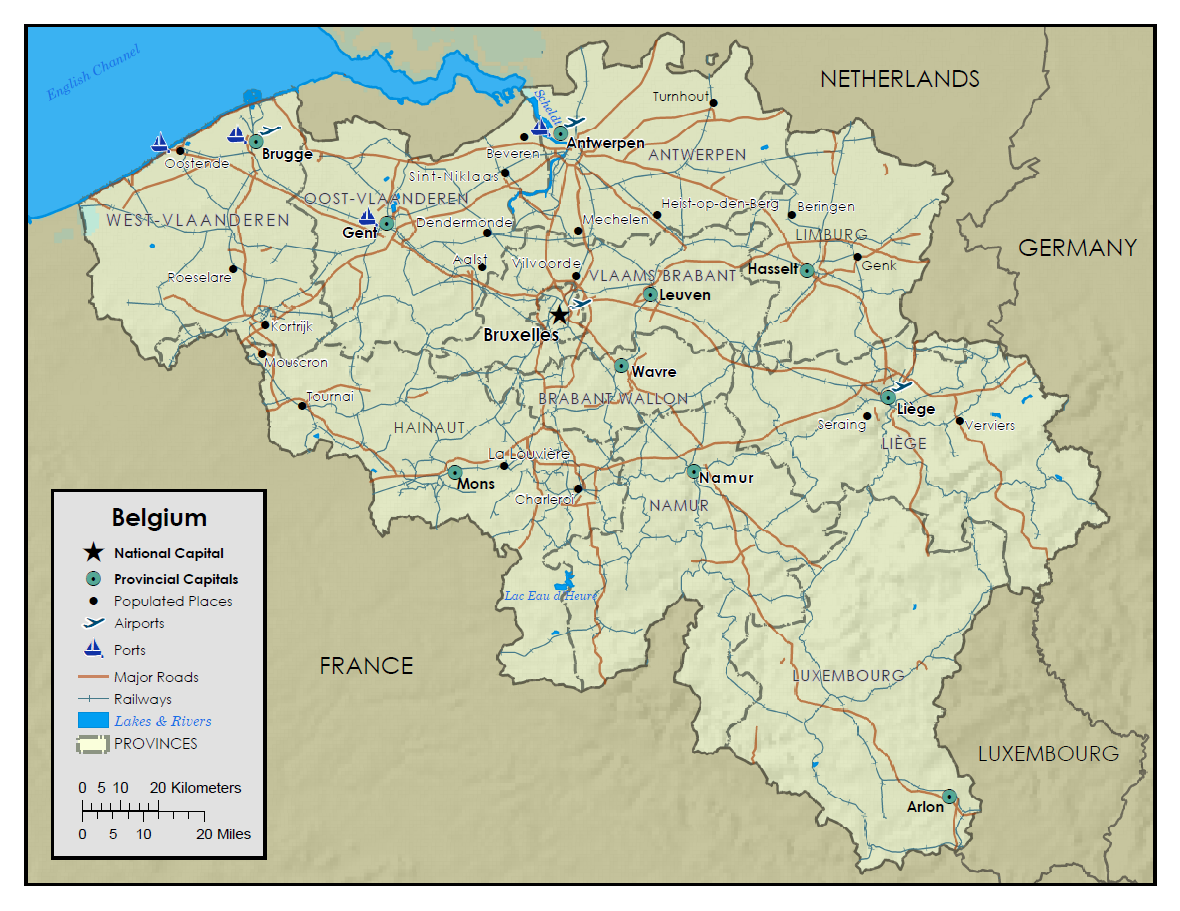 English Channel
NETHERLANDS
Turnhout
Scheldt
Antwerpen
Brugge
Oostende
Beveren
ANTWERPEN
Sint-Niklaas
OOST-VLAANDEREN
Heist-op-den-Berg
Beringen
WEST-VLAANDEREN
Gent
Dendermonde
Mechelen
LIMBURG
GERMANY
Aalst
Vilvoorde
VLAAMS BRABANT
Hasselt
Genk
Roeselare
Leuven
Kortrijk
Bruxelles
Mouscron
Wavre
Tournai
BRABANT WALLON
Liège
Seraing
Verviers
HAINAUT
LIÈGE
La Louvière
Mons
Namur
Charleroi
NAMUR
Lac Eau d'Heure
FRANCE
LUXEMBOURG
LUXEMBOURG
Arlon
Belgium
National Capital
Provincial Capitals
Populated Places
Airports
Ports
Major Roads
Railways
Lakes & Rivers
PROVINCES
0 5 10 20 Kilometers
0 5 10 20 Miles